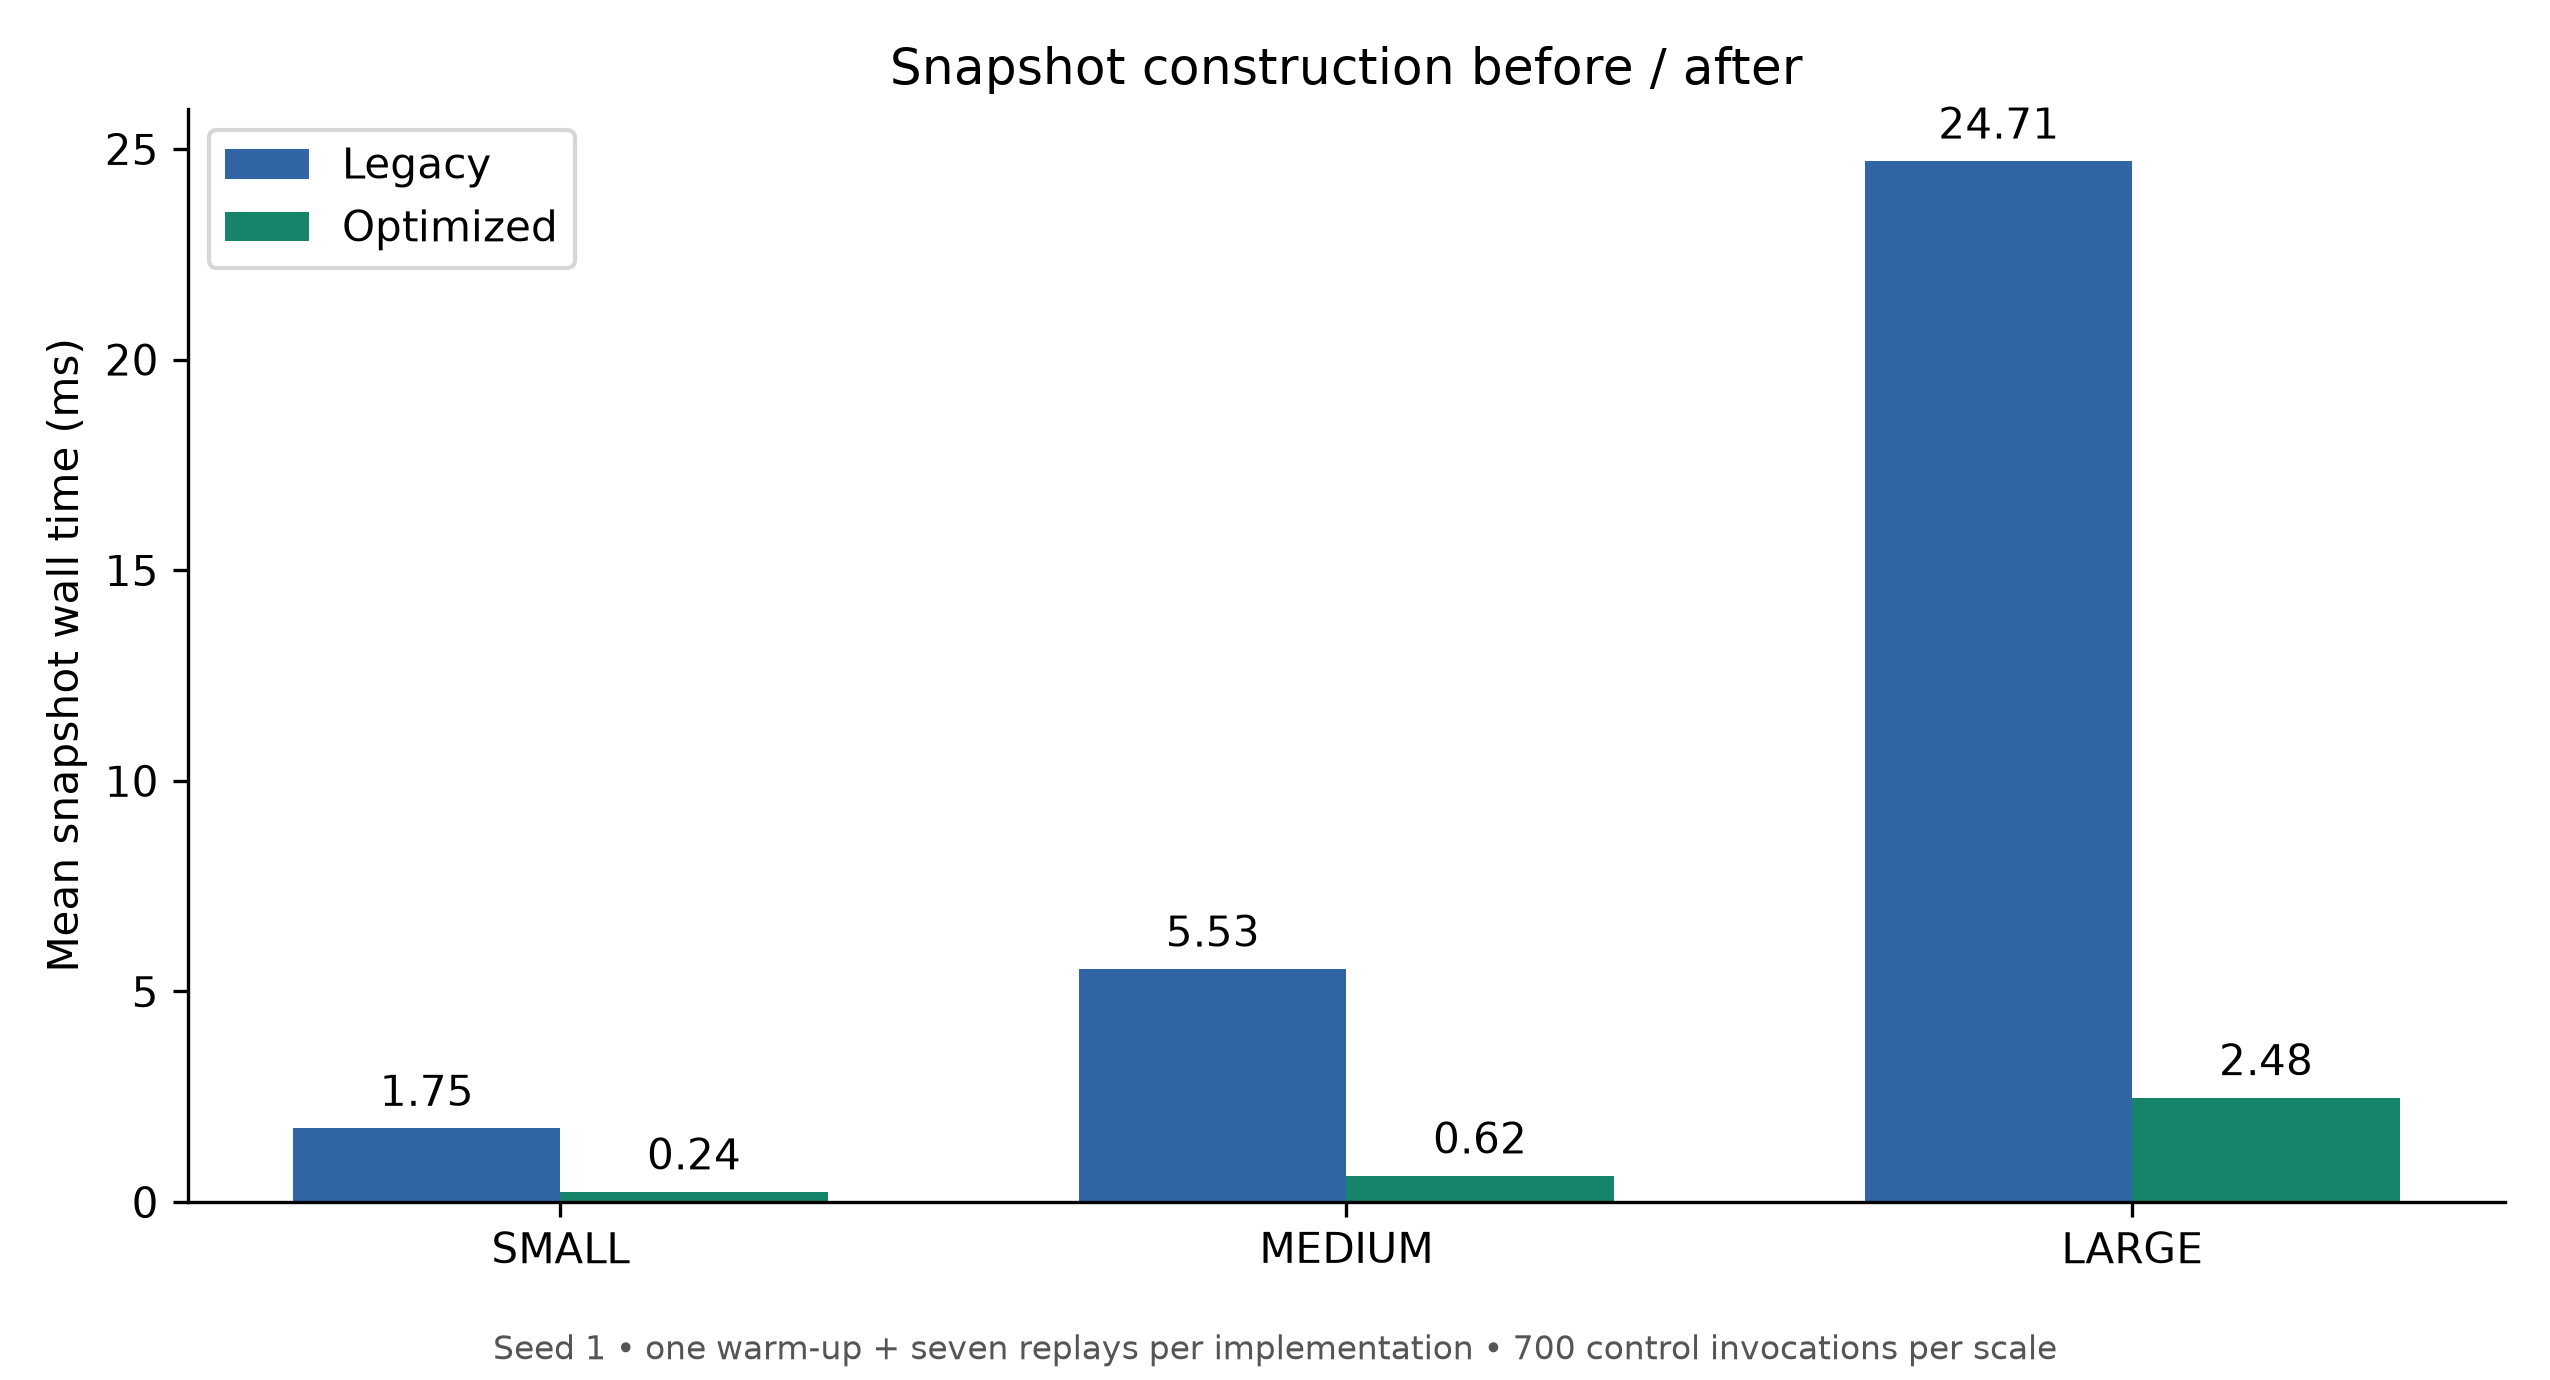 Snapshot construction before / after
Legacy
Optimized
Mean snapshot wall time (ms)
25
20
15
10
5
0
1.75
0.24
5.53
0.62
24.71
2.48
SMALL
MEDIUM
LARGE
Seed 1 • one warm-up + seven replays per implementation • 700 control invocations per scale